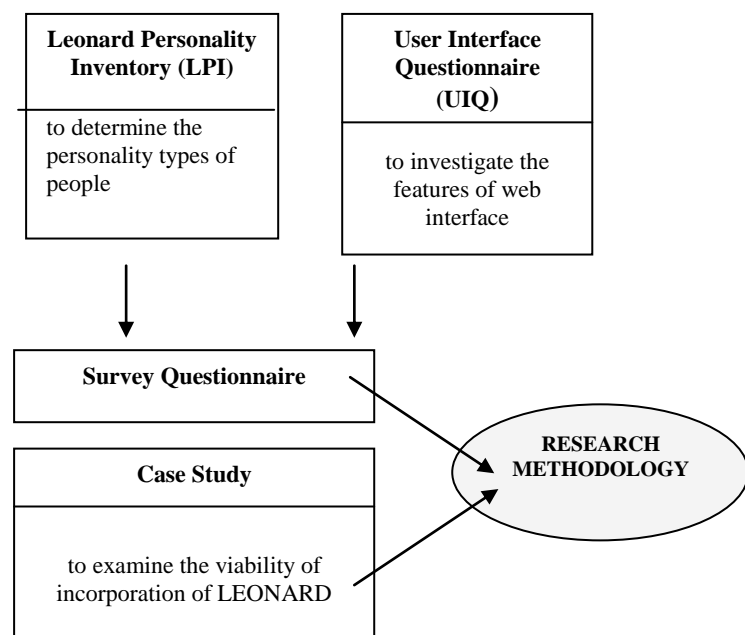 Leonard Personality
Inventory (LPI)
to determine the
personality types of
people
User Interface
Questionnaire
(UIQ)
to investigate the
features of web
interface
Survey Questionnaire
Case Study
to examine the viability of
incorporation of LEONARD
RESEARCH
METHODOLOGY